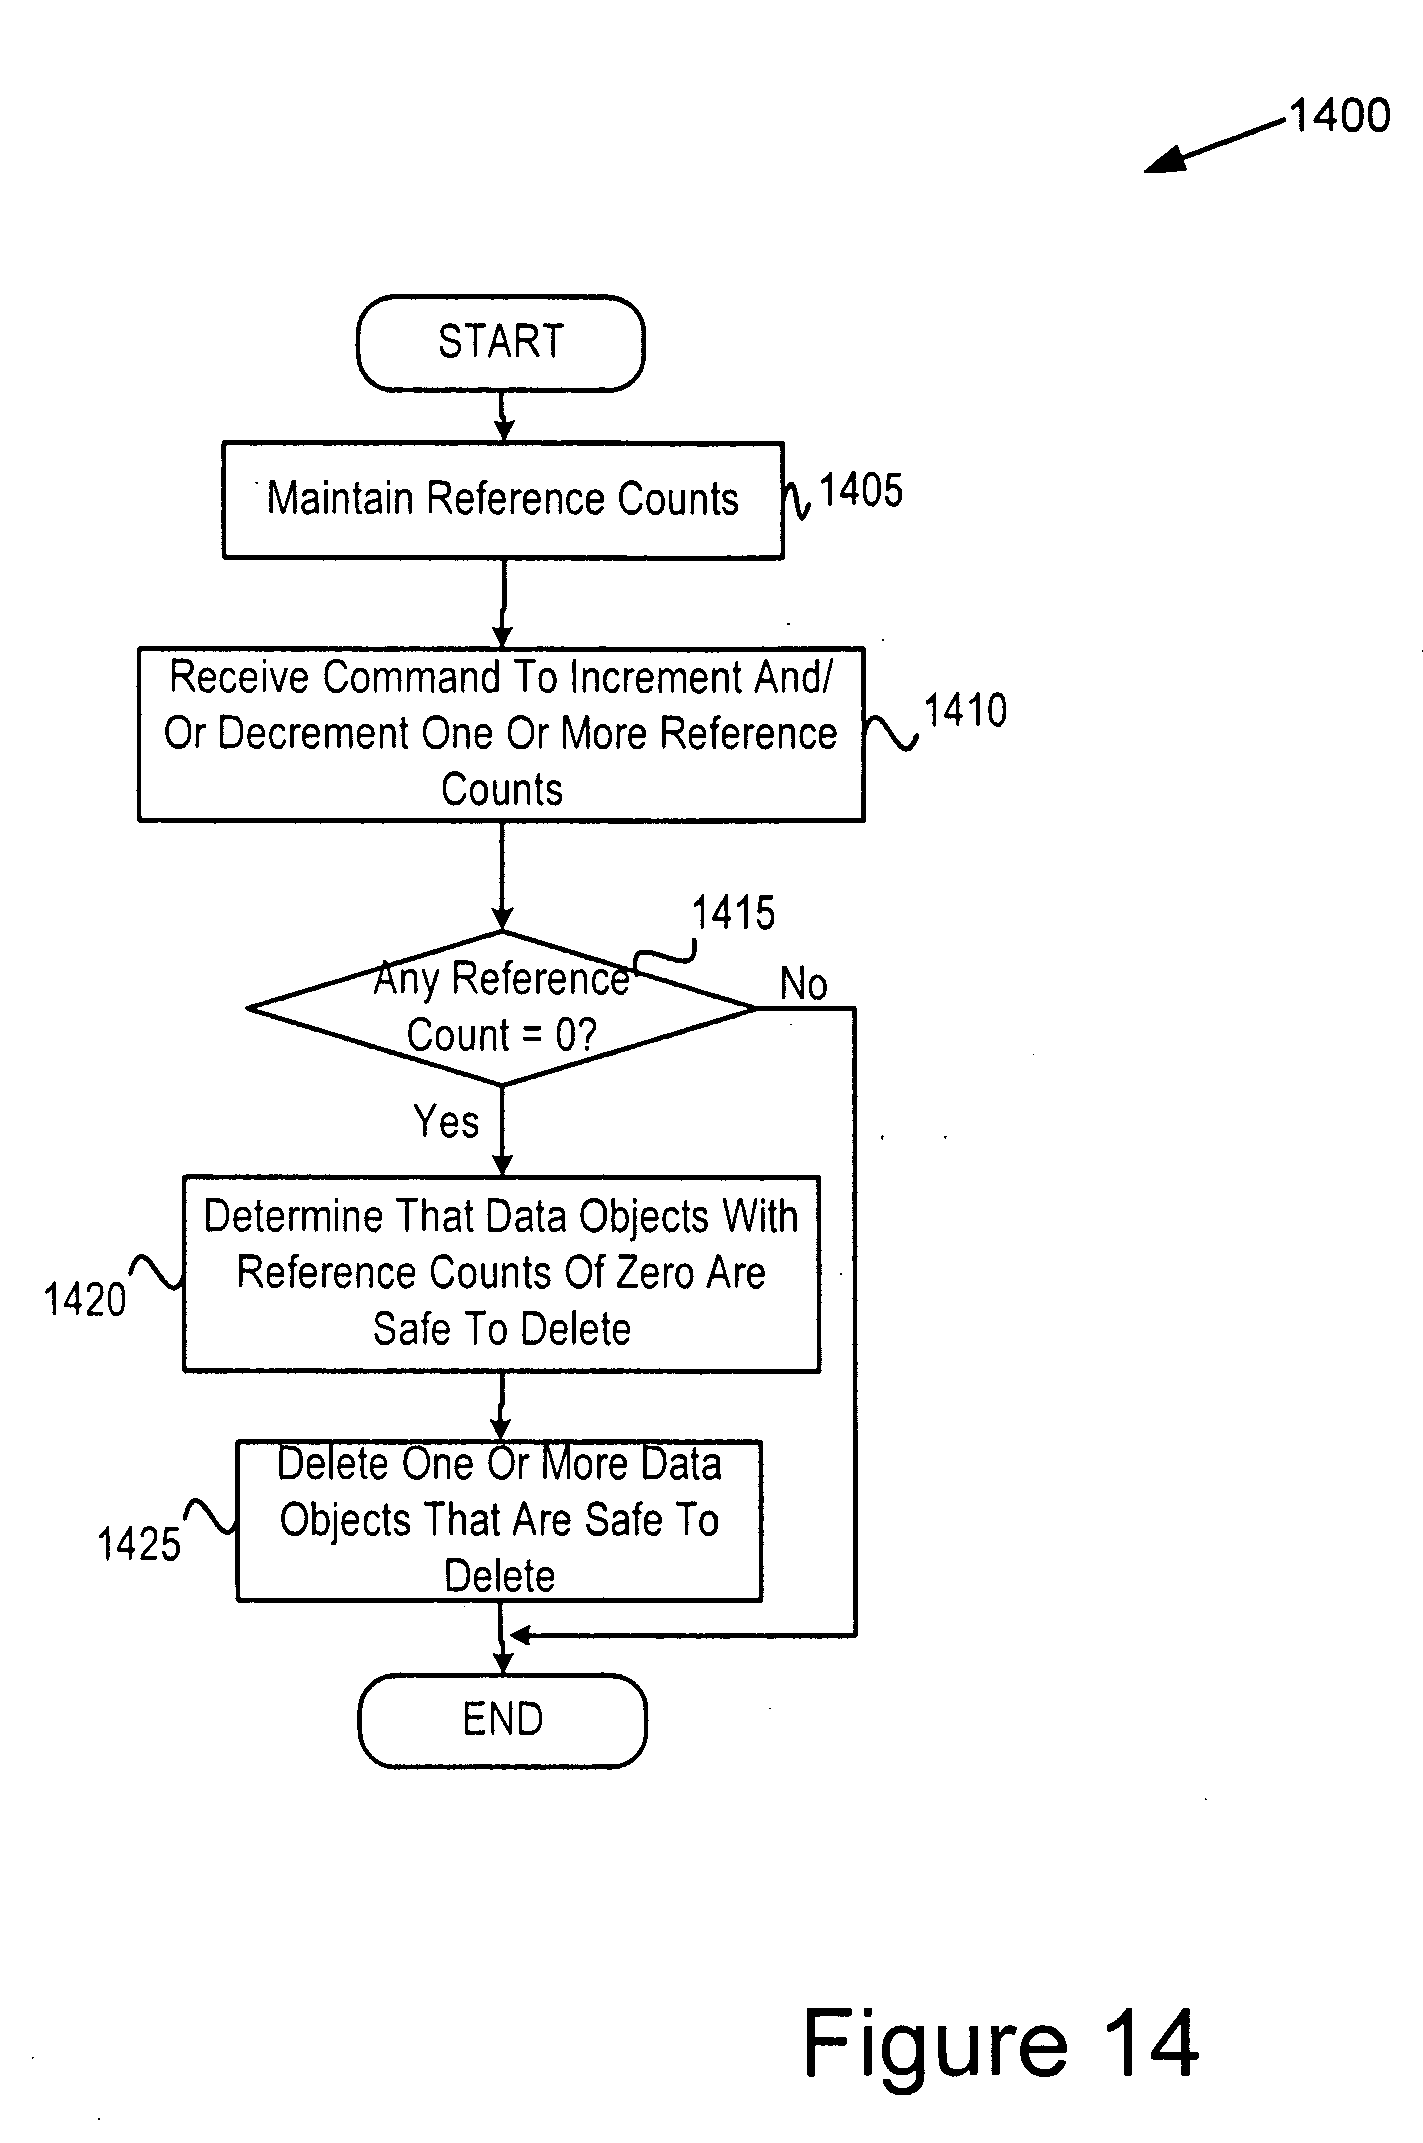 1400
START
Maintain Reference Counts
1405
Receive Command To Increment And/
Or Decrement One Or More Reference
Counts
1410
1415
Any Reference
Count = 0?
No
Yes
Determine That Data Objects With
Reference Counts Of Zero Are
Safe To Delete
1420
Delete One Or More Data
Objects That Are Safe To
Delete
1425
END
Figure 14